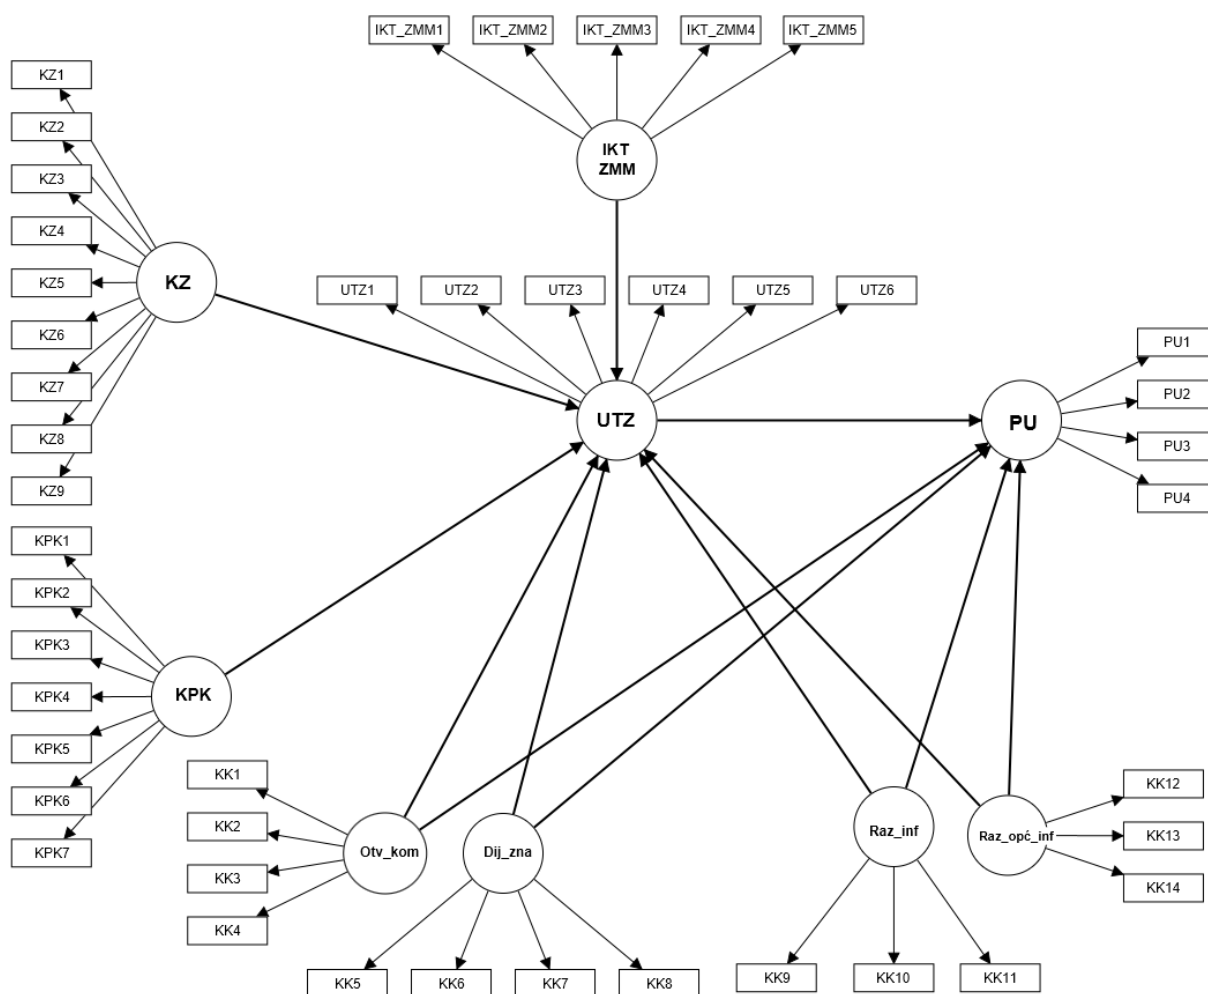 IKT_ZMM1
IKT_ZMM2
IKT_ZMM3
IKT_ZMM4
IKT_ZMM5
IKT
ZMM
KZ1
KZ2
KZ3
KZ4
KZ5
KZ6
KZ7
KZ8
KZ9
KZ
UTZ1
UTZ2
UTZ3
UTZ4
UTZ5
UTZ6
UTZ
PU
PU1
PU2
PU3
PU4
KPK1
KPK2
KPK3
KPK4
KPK5
KPK6
KPK7
KPK
KK1
KK2
KK3
KK4
Otv_kom
Dij_zna
Raz_inf
Raz_opć_inf
KK12
KK13
KK14
KK5
KK6
KK7
KK8
KK9
KK10
KK11